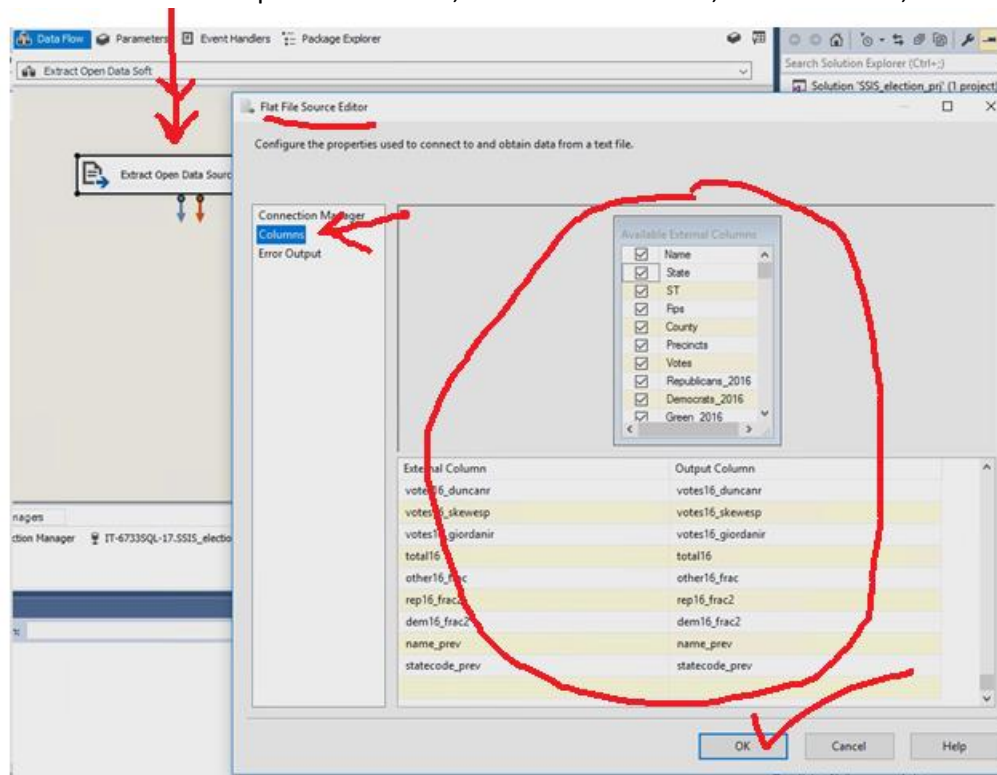 Data Flow Parameters Event Handlers Package Explorer
Search Solution Explorer (Ctrl+;)
Extract Open Data Soft
Solution 'SSIS_election_prj' (1 project)
Flat File Source Editor
Configure the properties used to connect to and obtain data from a text file.
Extract Open Data Sourc
Connection Manager
Columns
Error Output
Available External Columns
Name
State
ST
Fips
County
Precincts
Votes
Republicans_2016
Democrats_2016
Green_2016
External Column Output Column
votes16_duncanr votes16_duncanr
votes16_skewesp votes16_skewesp
votes16_giordanir votes16_giordanir
total16 total16
other16_frac other16_frac
rep16_frac2 rep16_frac2
dem16_frac2 dem16_frac2
name_prev name_prev
statecode_prev statecode_prev
nagers
ction Manager IT-6733SQL-17.SSIS_electio
OK Cancel Help